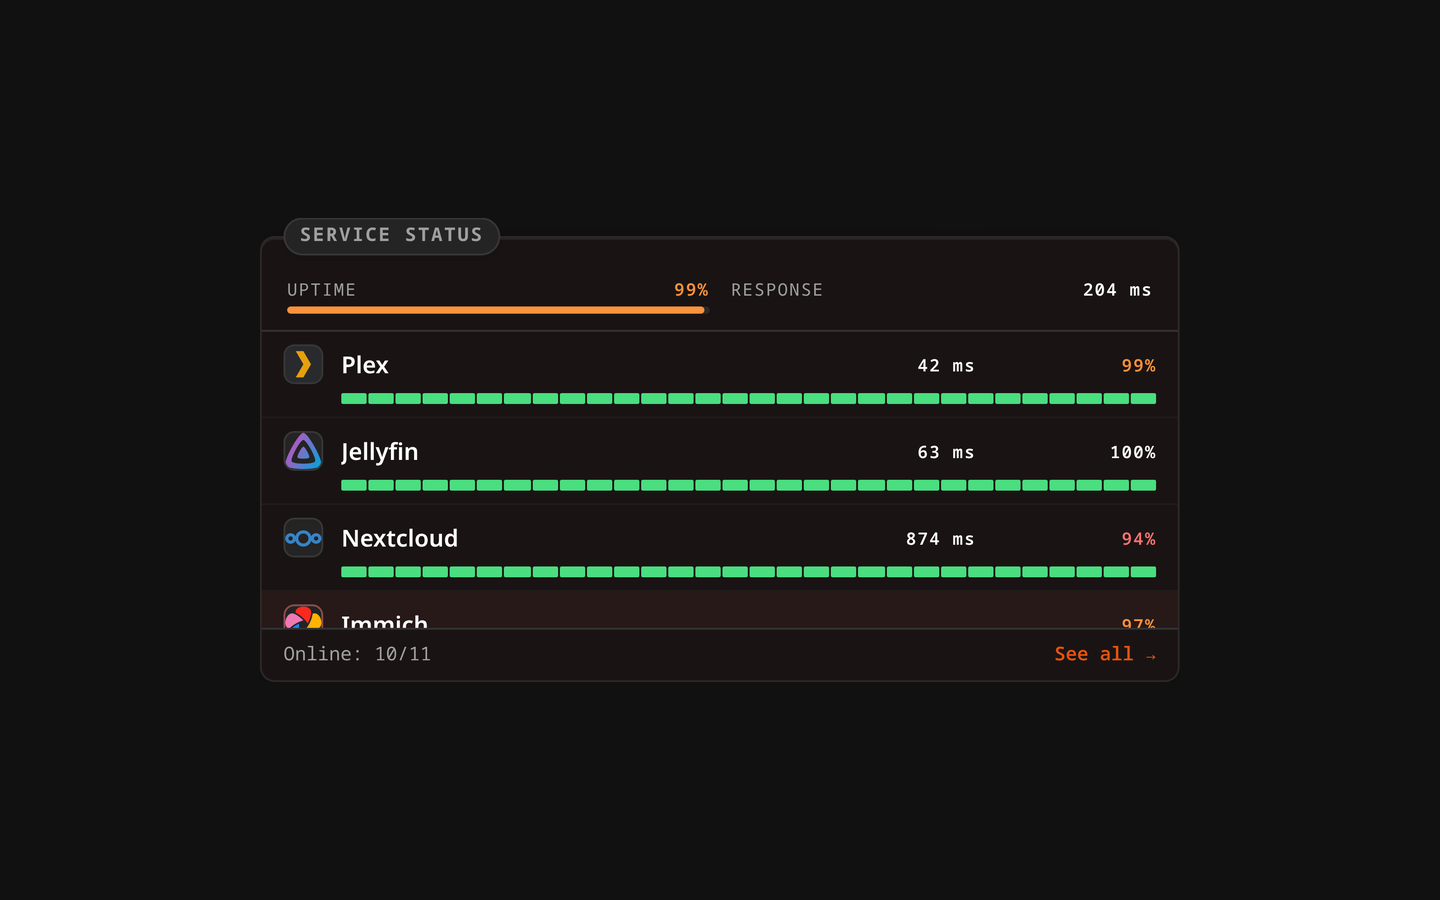 SERVICE STATUS
UPTIME 99% RESPONSE 204 ms
Plex 42 ms 99%
Jellyfin 63 ms 100%
Nextcloud 874 ms 94%
Immich 97%
Online: 10/11 See all →